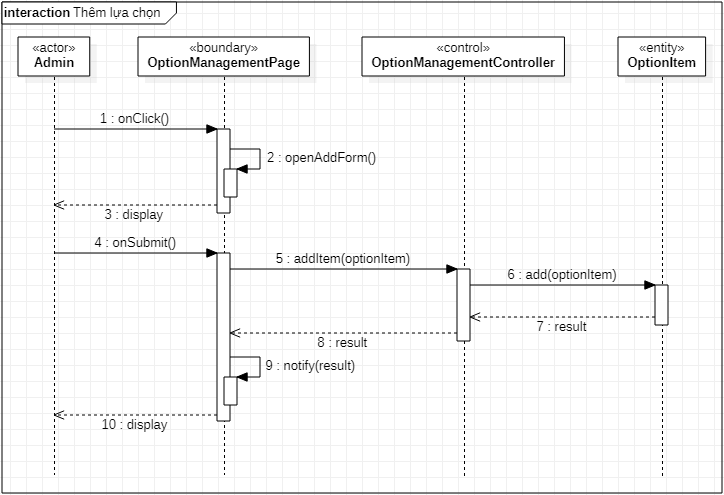 interaction Thêm lựa chọn
«actor»
Admin
«boundary»
OptionManagementPage
«control»
OptionManagementController
«entity»
OptionItem
1 : onClick()
2 : openAddForm()
3 : display
4 : onSubmit()
5 : addItem(optionItem)
6 : add(optionItem)
7 : result
8 : result
9 : notify(result)
10 : display